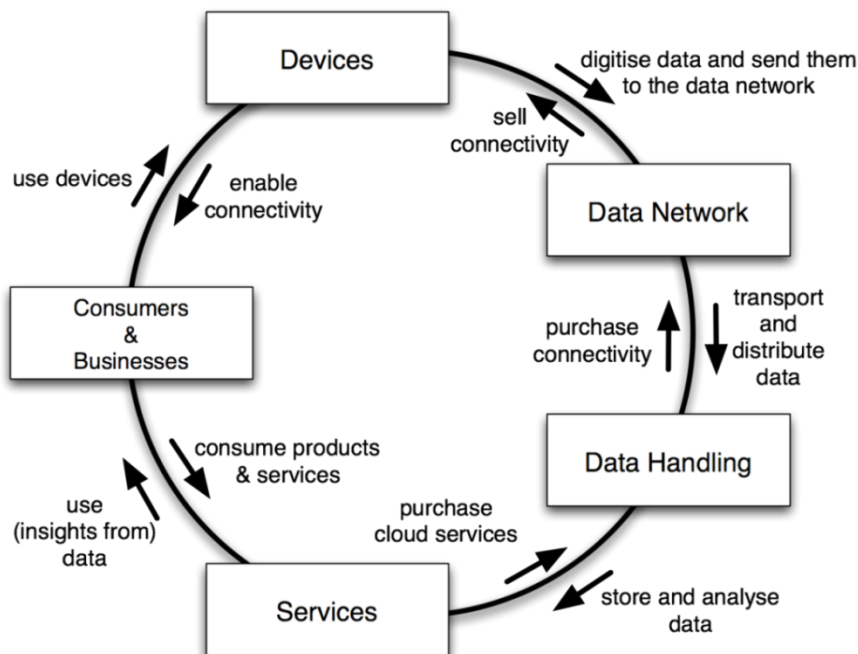 Devices
digitise data and send them
to the data network
sell
connectivity
use devices
enable
connectivity
Data Network
Consumers
&
Businesses
purchase
connectivity
transport
and
distribute
data
consume products
& services
Data Handling
use
(insights from)
data
purchase
cloud services
Services
store and analyse
data